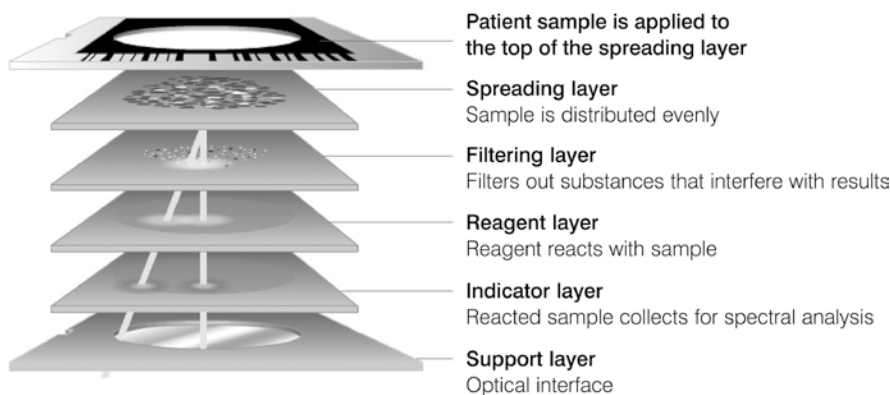 Patient sample is applied to
the top of the spreading layer
Spreading layer
Sample is distributed evenly
Filtering layer
Filters out substances that interfere with results
Reagent layer
Reagent reacts with sample
Indicator layer
Reacted sample collects for spectral analysis
Support layer
Optical interface